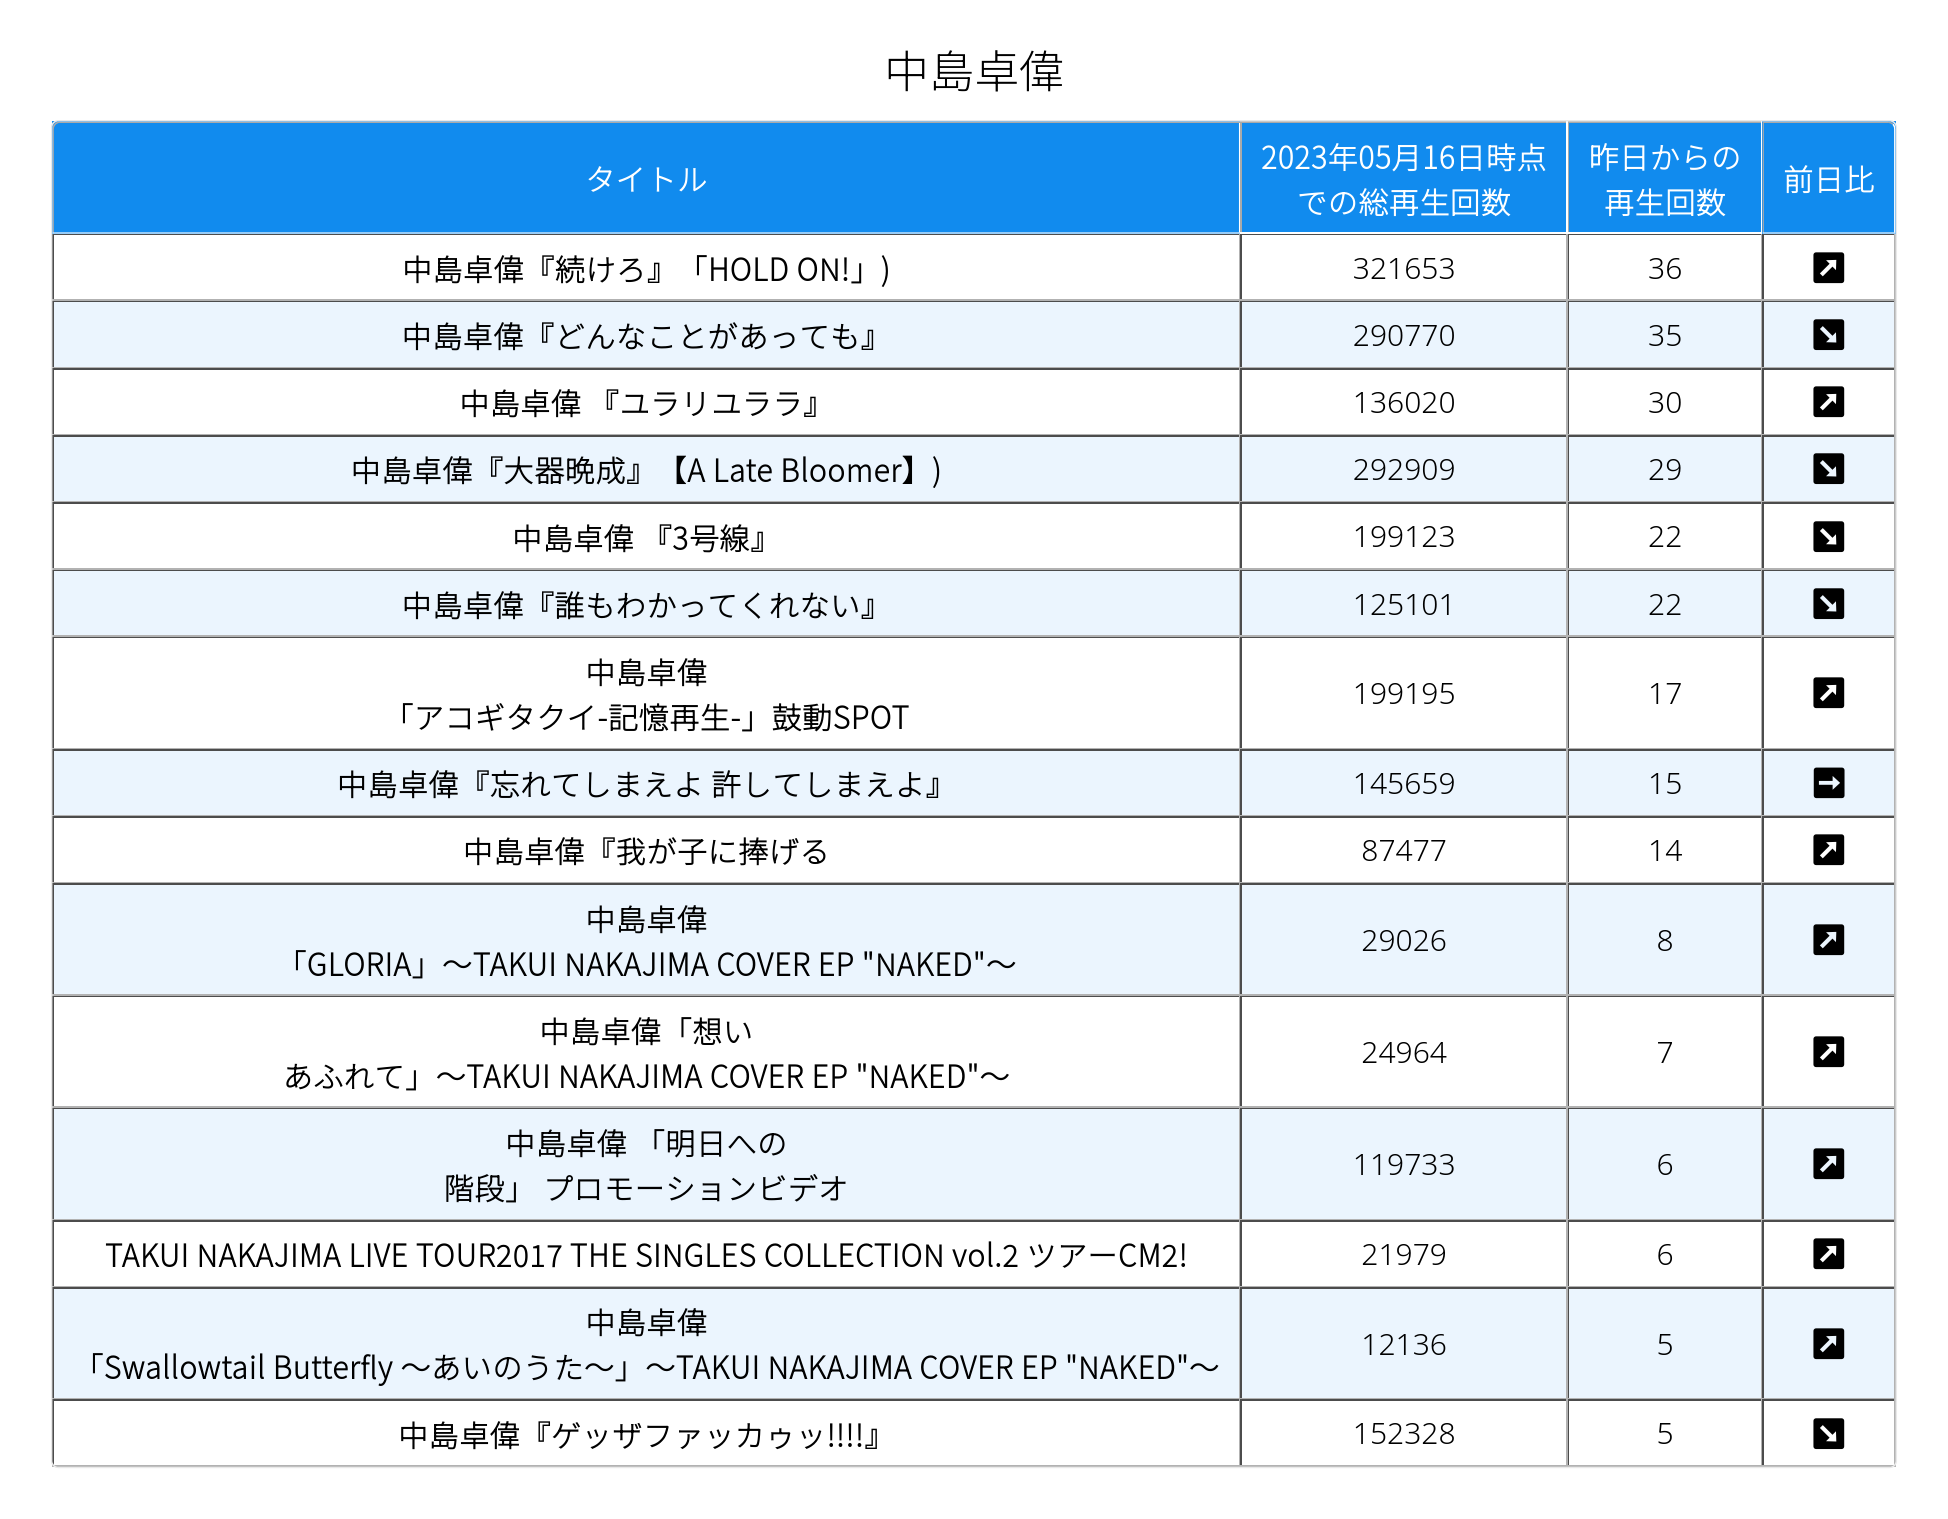 中島卓偉
タイトル
2023年05月16日時点
での総再生回数
昨日からの
再生回数
前日比
中島卓偉『続けろ』「HOLD ON!」)
321653
36
中島卓偉『どんなことがあっても』
290770
35
中島卓偉 『ユラリユララ』
136020
30
中島卓偉『大器晩成』【A Late Bloomer】)
292909
29
中島卓偉 『3号線』
199123
22
中島卓偉『誰もわかってくれない』
125101
22
中島卓偉
「アコギタクイ-記憶再生-」鼓動SPOT
199195
17
中島卓偉『忘れてしまえよ 許してしまえよ』
145659
15
中島卓偉『我が子に捧げる
87477
14
中島卓偉
「GLORIA」〜TAKUI NAKAJIMA COVER EP "NAKED"〜
29026
8
中島卓偉「想い
あふれて」〜TAKUI NAKAJIMA COVER EP "NAKED"〜
24964
7
中島卓偉 「明日への
階段」 プロモーションビデオ
119733
6
TAKUI NAKAJIMA LIVE TOUR2017 THE SINGLES COLLECTION vol.2 ツアーCM2!
21979
6
中島卓偉
「Swallowtail Butterfly 〜あいのうた〜」〜TAKUI NAKAJIMA COVER EP "NAKED"〜
12136
5
中島卓偉『ゲッザファッカゥッ!!!!』
152328
5